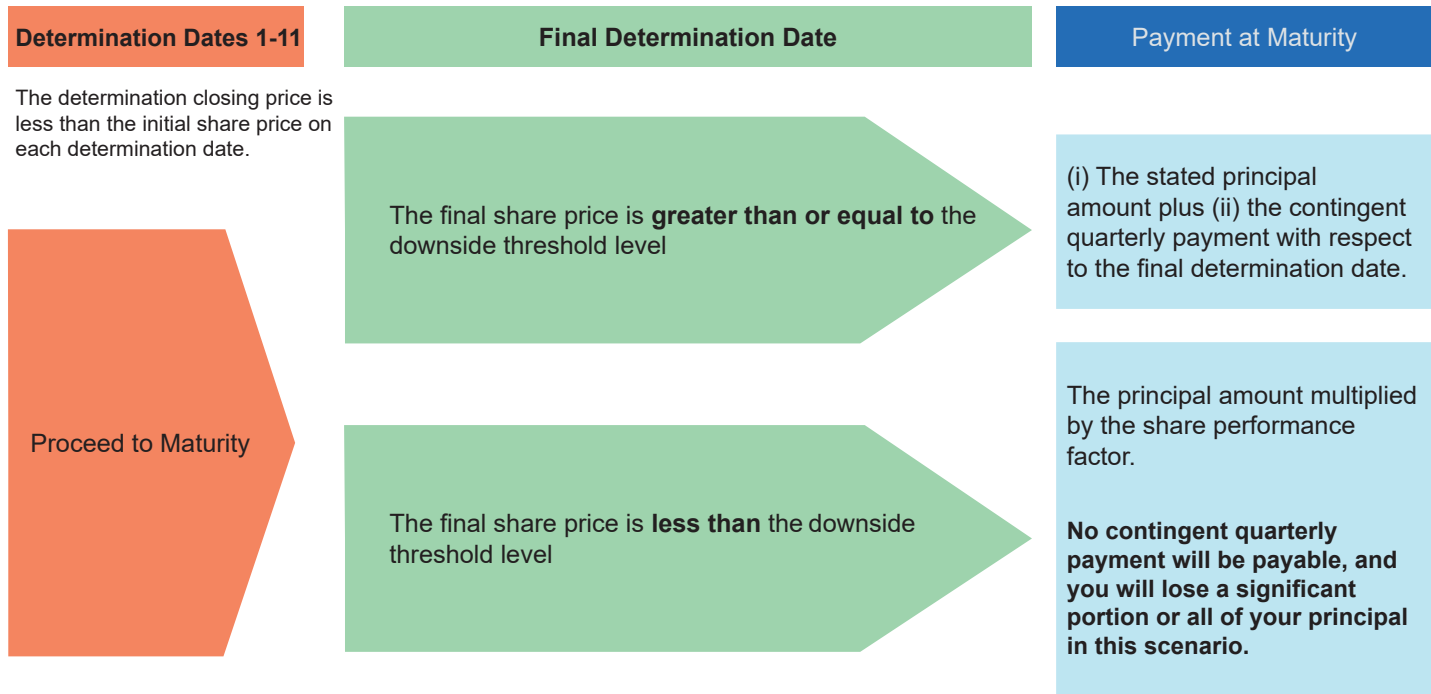 Determination Dates 1-11
Final Determination Date
Payment at Maturity
The determination closing price is
less than the initial share price on
each determination date.
Proceed to Maturity
The final share price is greater than or equal to the
downside threshold level
(i) The stated principal
amount plus (ii) the contingent
quarterly payment with respect
to the final determination date.
The final share price is less than the downside
threshold level
The principal amount multiplied
by the share performance
factor.
No contingent quarterly
payment will be payable, and
you will lose a significant
portion or all of your principal
in this scenario.